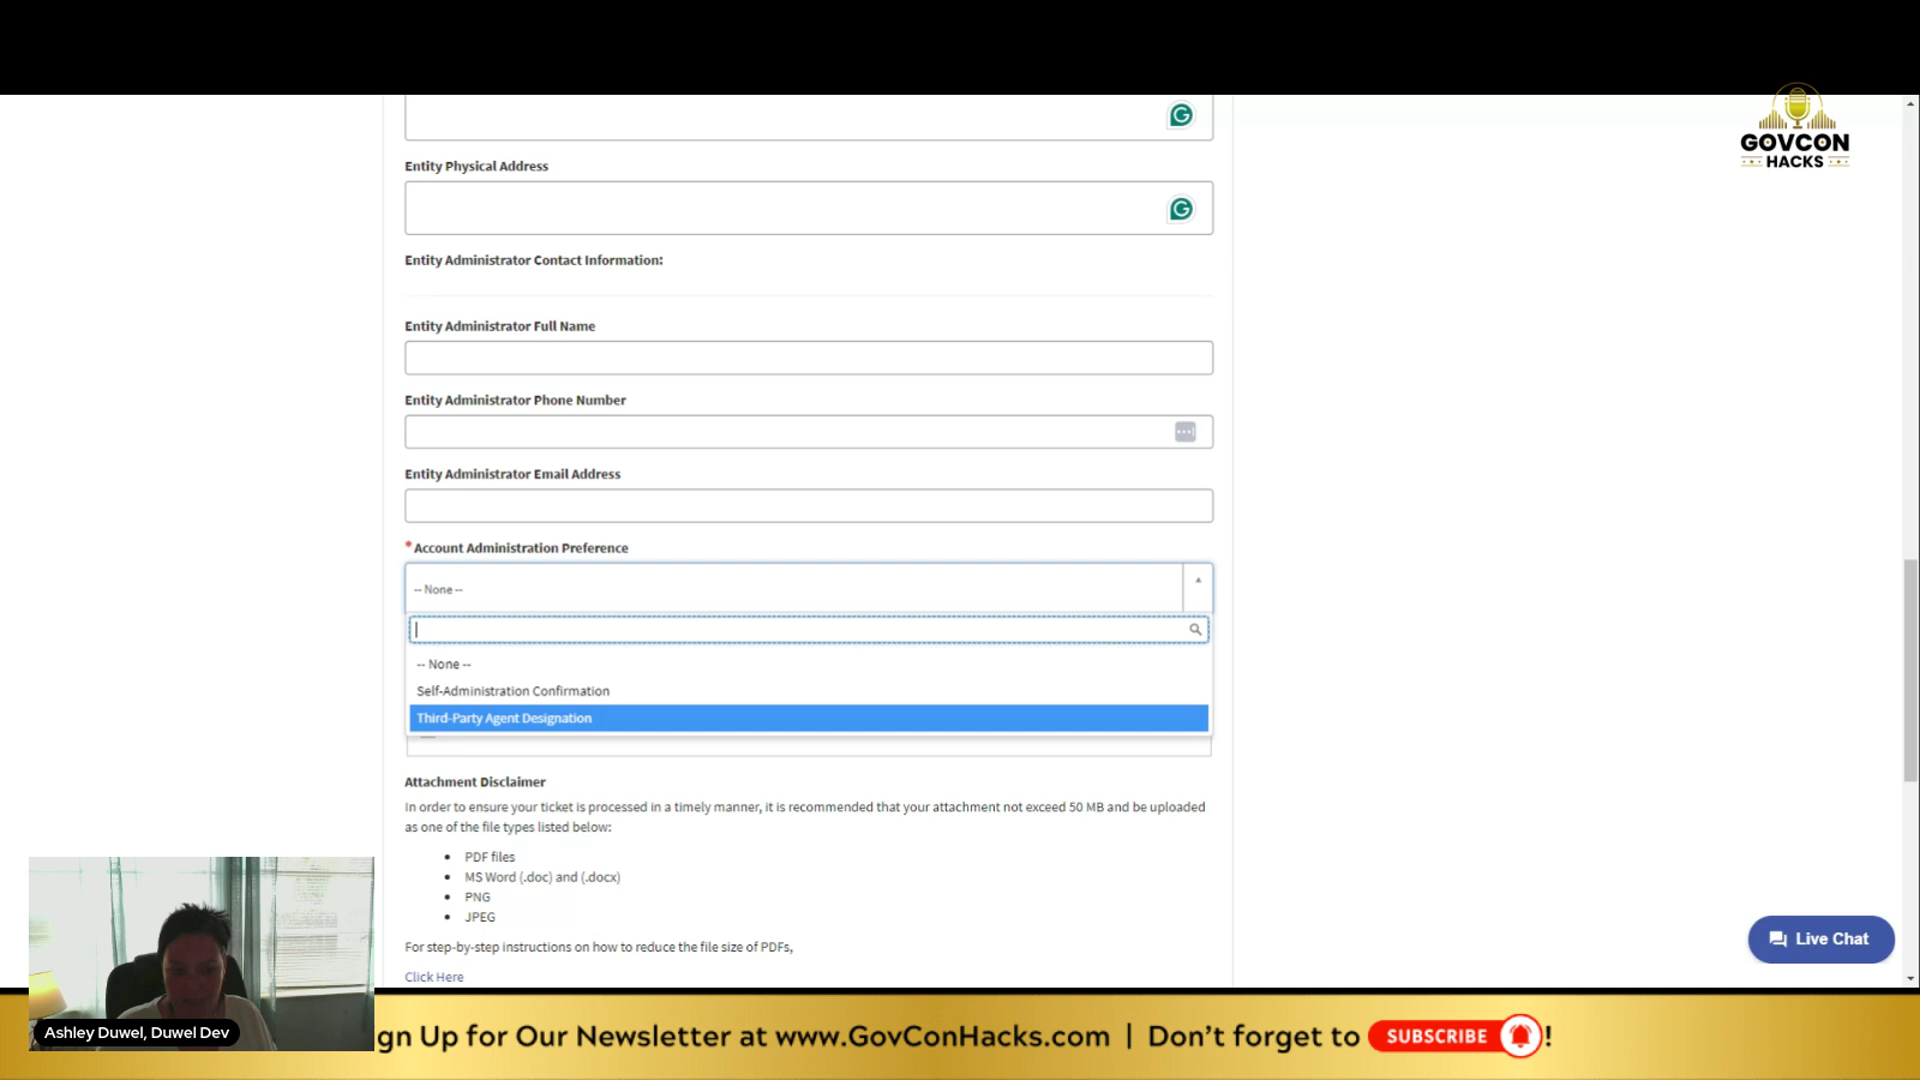 GOVCON
HACKS
Entity Physical Address
Entity Administrator Contact Information:
Entity Administrator Full Name
Entity Administrator Phone Number
Entity Administrator Email Address
* Account Administration Preference
-- None --
-- None --
Self-Administration Confirmation
Third-Party Agent Designation
Attachment Disclaimer
In order to ensure your ticket is processed in a timely manner, it is recommended that your attachment not exceed 50 MB and be uploaded
as one of the file types listed below:
• PDF files
• MS Word (.doc) and (.docx)
• PNG
• JPEG
For step-by-step instructions on how to reduce the file size of PDFs,
Click Here
Live Chat
Ashley Duwel, Duwel Dev
gn Up for Our Newsletter at www.GovConHacks.com | Don't forget to SUBSCRIBE !